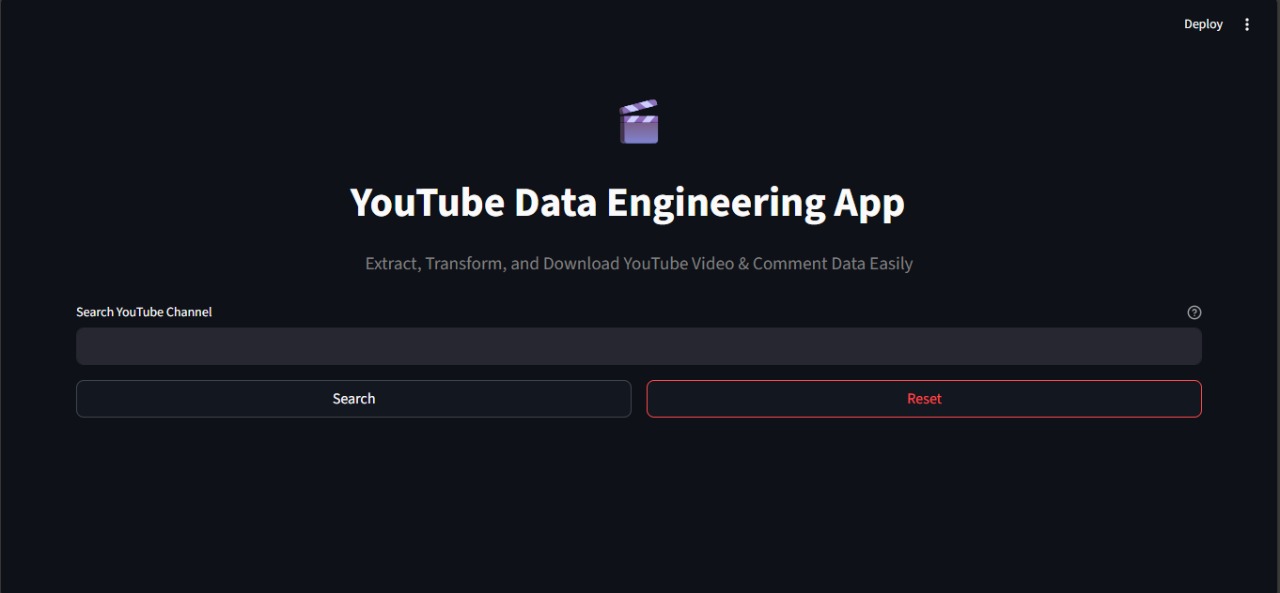 Deploy
YouTube Data Engineering App
Extract, Transform, and Download YouTube Video & Comment Data Easily
Search YouTube Channel
Search
Reset